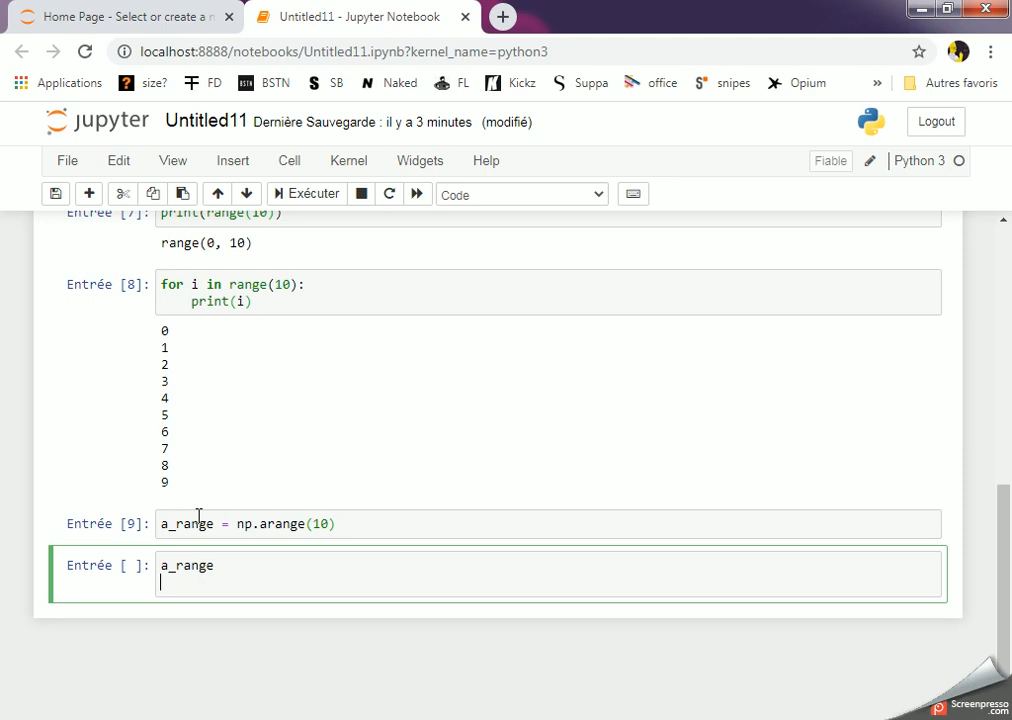 Home Page - Select or create a n
Untitled11 - Jupyter Notebook
localhost:8888/notebooks/Untitled11.ipynb?kernel_name=python3
Applications
size?
FD
BSTN
BSTN
SB
Naked
FL
Kickz
Suppa
office
snipes
Opium
»
Autres favoris
jupyter Untitled11 Dernière Sauvegarde : il y a 3 minutes (modifié)
Logout
File Edit View Insert Cell Kernel Widgets Help
Fiable
Python 3
Exécuter
Code
Entrée [7]: print(range(10))
range(0, 10)
Entrée [8]: for i in range(10):
print(i)
0
1
2
3
4
5
6
7
8
9
Entrée [9]: a_range = np.arange(10)
Entrée [ ]: a_range
Screenpresso
.com